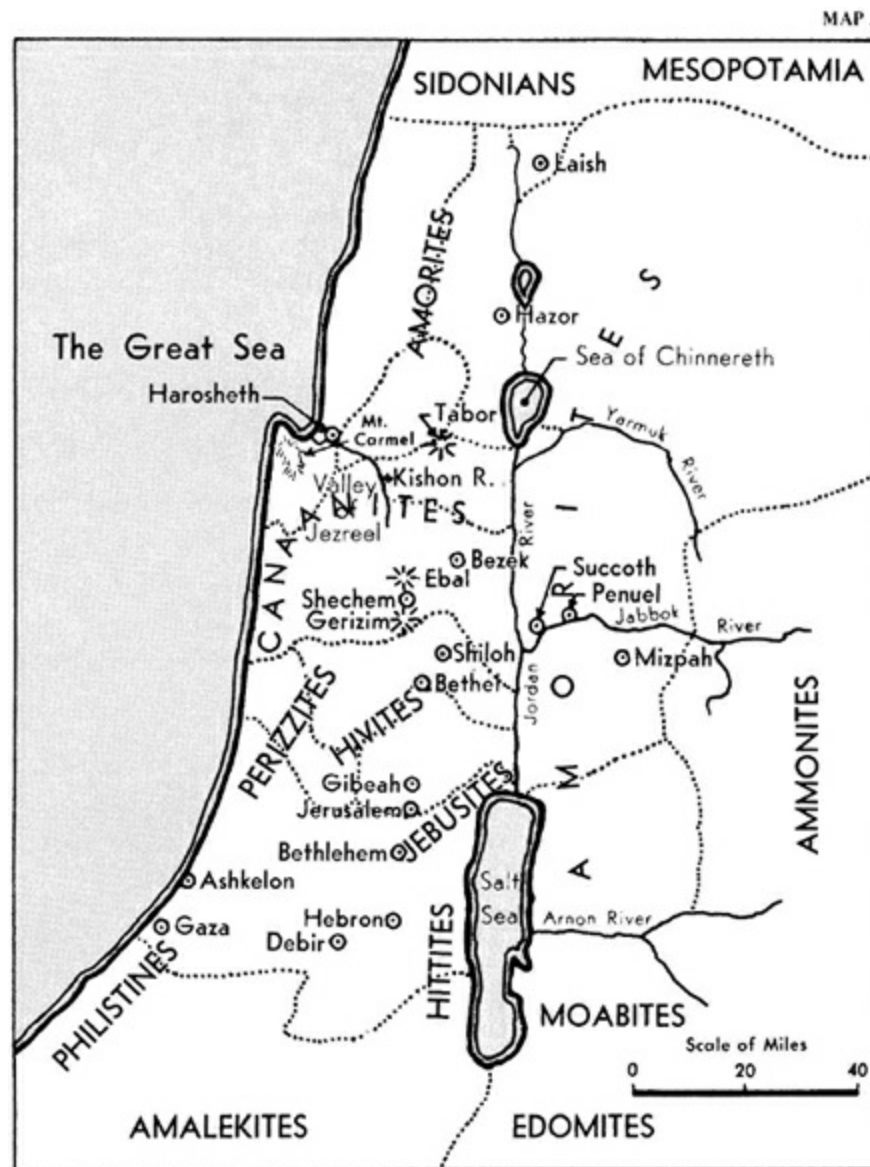 MAP
SIDONIANS
MESOPOTAMIA
Laish
AMORITES
AMORITES
Hazor
The Great Sea
Sea of Chinnereth
Harosheth
Mt.
Carmel
Tabor
Yarmuk
River
Kishon R.
Valley
of
Jezreel
CANAANITES
River
Bezek
Ebal
Succoth
Penuel
Shechem
Gerizim
Jabbok
River
Shiloh
Mizpah
Bethel
Jordan
PERIZZITES
HIVITES
AMMONITES
Gibeah
Jerusalem
JEBUSITES
Bethlehem
Ashkelon
Salt
Sea
Gaza
Hebron
Arnon River
Debir
PHILISTINES
HITTITES
MOABITES
Scale of Miles
0 20 40
AMALEKITES
EDOMITES